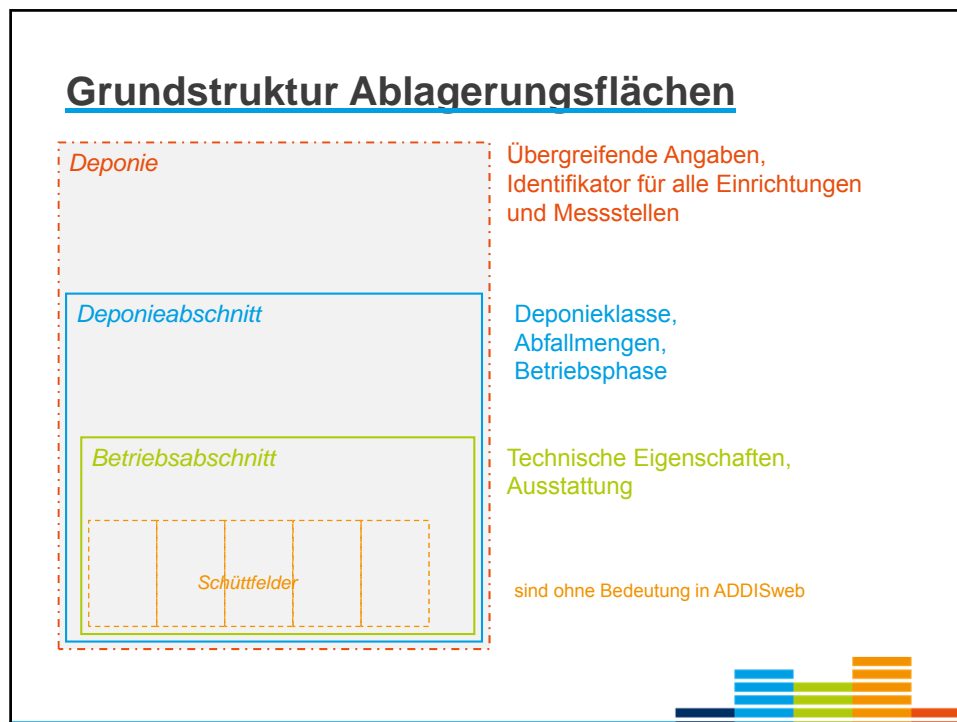 Grundstruktur Ablagerungsflächen
Deponie
Übergreifende Angaben,
Identifikator für alle Einrichtungen
und Messstellen
Deponieabschnitt
Deponieklasse,
Abfallmengen,
Betriebsphase
Betriebsabschnitt
Technische Eigenschaften,
Ausstattung
Schüttfelder
sind ohne Bedeutung in ADDISweb